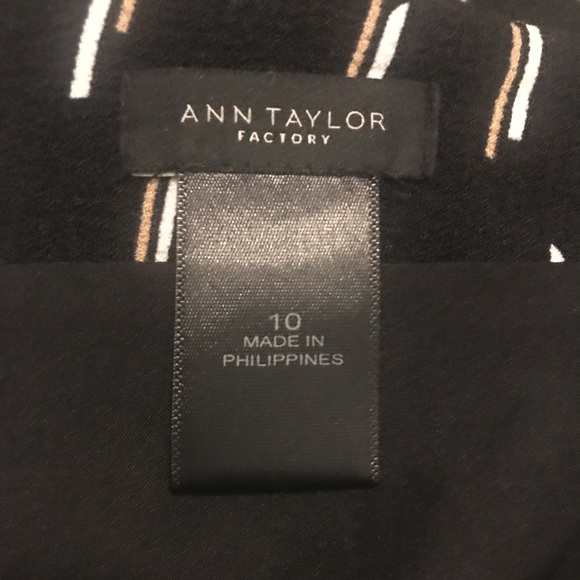 ANN TAYLOR
FACTORY
10
MADE IN
PHILIPPINES